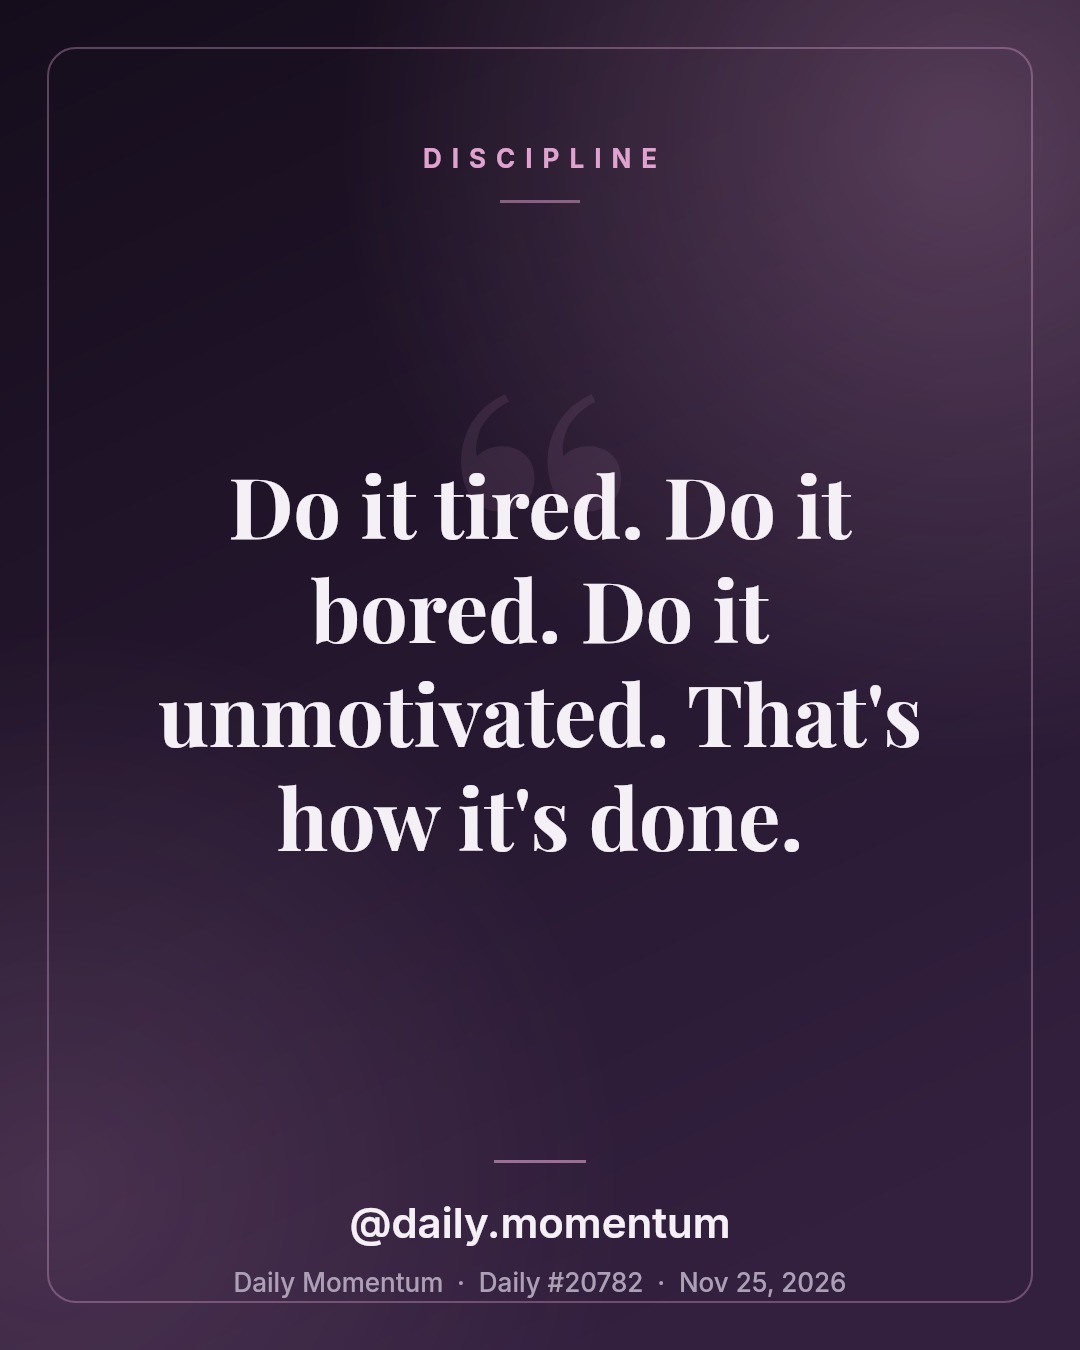 DISCIPLINE
“
Do it tired. Do it
bored. Do it
unmotivated. That's
how it's done.
@daily.momentum
Daily Momentum · Daily #20782 · Nov 25, 2026